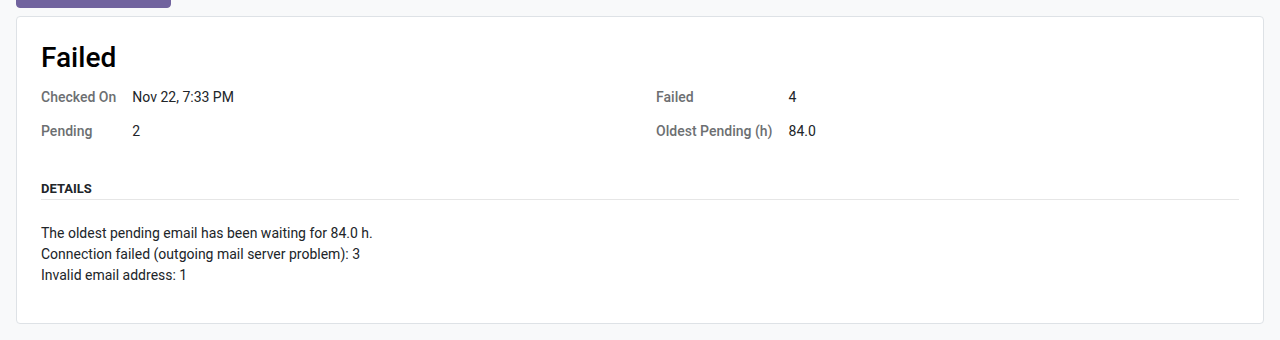 Failed
Checked On Nov 22, 7:33 PM
Failed 4
Pending 2
Oldest Pending (h) 84.0
DETAILS
The oldest pending email has been waiting for 84.0 h.
Connection failed (outgoing mail server problem): 3
Invalid email address: 1